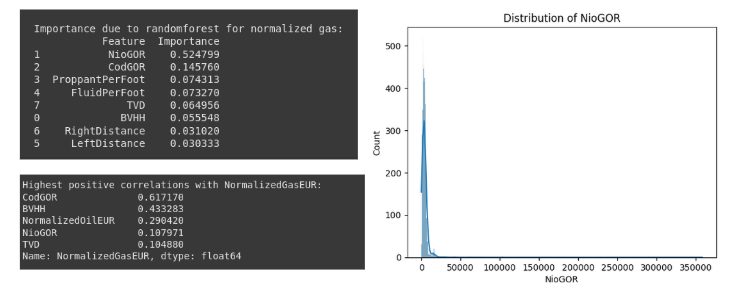 Importance due to randomforest for normalized gas:
Feature Importance
1 NioGOR 0.524799
2 CodGOR 0.145760
3 ProppantPerFoot 0.074313
4 FluidPerFoot 0.073270
7 TVD 0.064956
0 BVHH 0.055548
6 RightDistance 0.031020
5 LeftDistance 0.030333
Highest positive correlations with NormalizedGasEUR:
CodGOR 0.617170
BVHH 0.433283
NormalizedOilEUR 0.290420
NioGOR 0.107971
TVD 0.104880
Name: NormalizedGasEUR, dtype: float64
Distribution of NioGOR
500
400
300
200
100
0
Count
0 50000 100000 150000 200000 250000 300000 350000
NioGOR